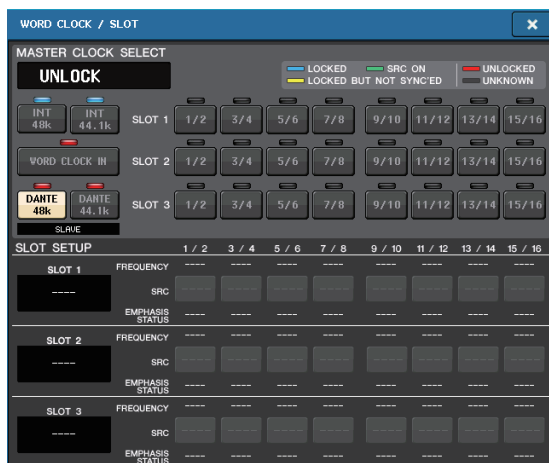 WORD CLOCK / SLOT ×
MASTER CLOCK SELECT
UNLOCK
LOCKED SRC ON UNLOCKED
LOCKED BUT NOT SYNC'ED UNKNOWN
INT 48k INT 44.1k SLOT 1 1/2 3/4 5/6 7/8 9/10 11/12 13/14 15/16
WORD CLOCK IN SLOT 2 1/2 3/4 5/6 7/8 9/10 11/12 13/14 15/16
DANTE 48k DANTE 44.1k SLOT 3 1/2 3/4 5/6 7/8 9/10 11/12 13/14 15/16
SLAVE
SLOT SETUP 1 / 2 3 / 4 5 / 6 7 / 8 9 / 10 11 / 12 13 / 14 15 / 16
SLOT 1 FREQUENCY ---- ---- ---- ---- ---- ---- ---- ----
---- SRC ---- ---- ---- ---- ---- ---- ---- ----
EMPHASIS STATUS ---- ---- ---- ---- ---- ---- ---- ----
SLOT 2 FREQUENCY ---- ---- ---- ---- ---- ---- ---- ----
---- SRC ---- ---- ---- ---- ---- ---- ---- ----
EMPHASIS STATUS ---- ---- ---- ---- ---- ---- ---- ----
SLOT 3 FREQUENCY ---- ---- ---- ---- ---- ---- ---- ----
---- SRC ---- ---- ---- ---- ---- ---- ---- ----
EMPHASIS STATUS ---- ---- ---- ---- ---- ---- ---- ----